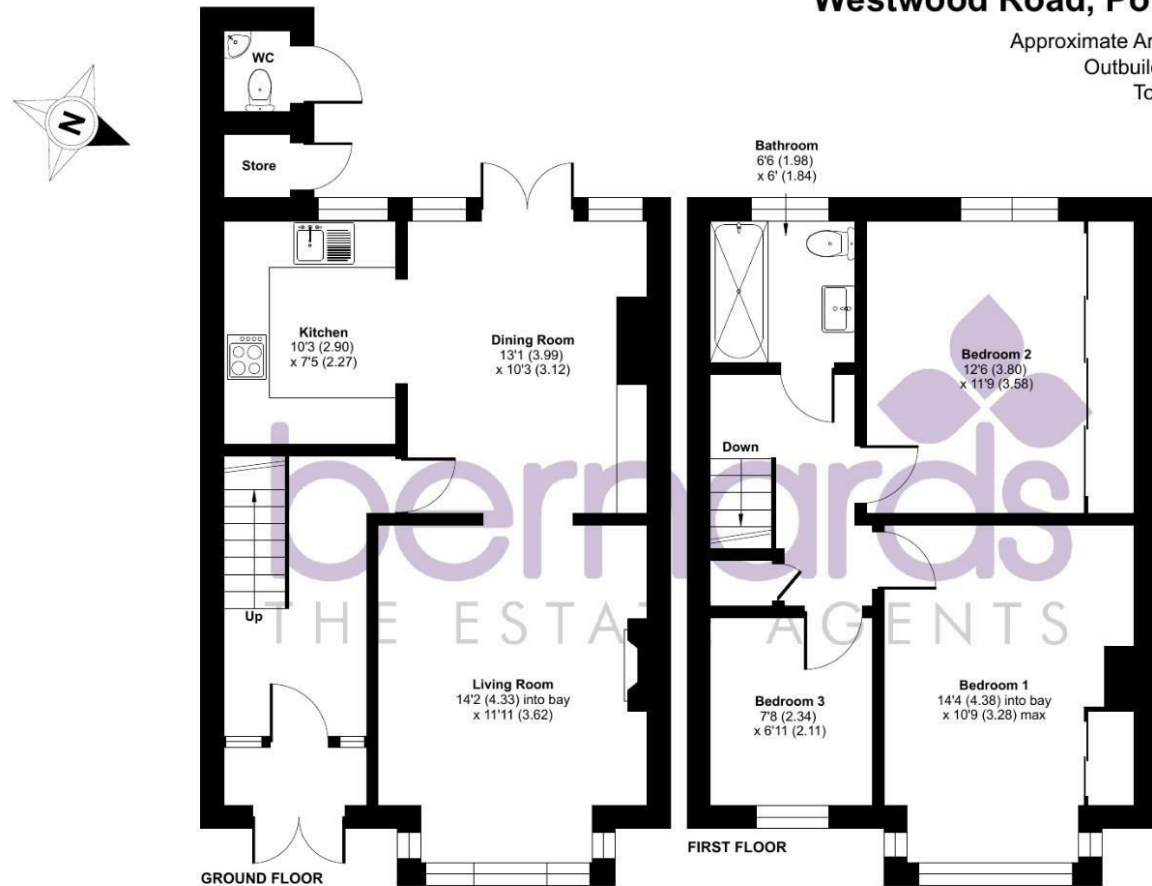 Westwood Road,
Approximate
N
WC
Store
Kitchen
10'3 (2.90)
x 7'5 (2.27)
Dining Room
13'1 (3.99)
x 10'3 (3.12)
Up
Living Room
14'2 (4.33) into bay
x 11'11 (3.62)
GROUND FLOOR
Bathroom
6'6 (1.98)
x 6' (1.84)
Bedroom 2
12'6 (3.80)
x 11'9 (3.58)
Down
Bedroom 3
7'8 (2.34)
x 6'11 (2.11)
Bedroom 1
14'4 (4.38) into bay
x 10'9 (3.28) max
FIRST FLOOR
bernards
THE ESTATE AGENTS